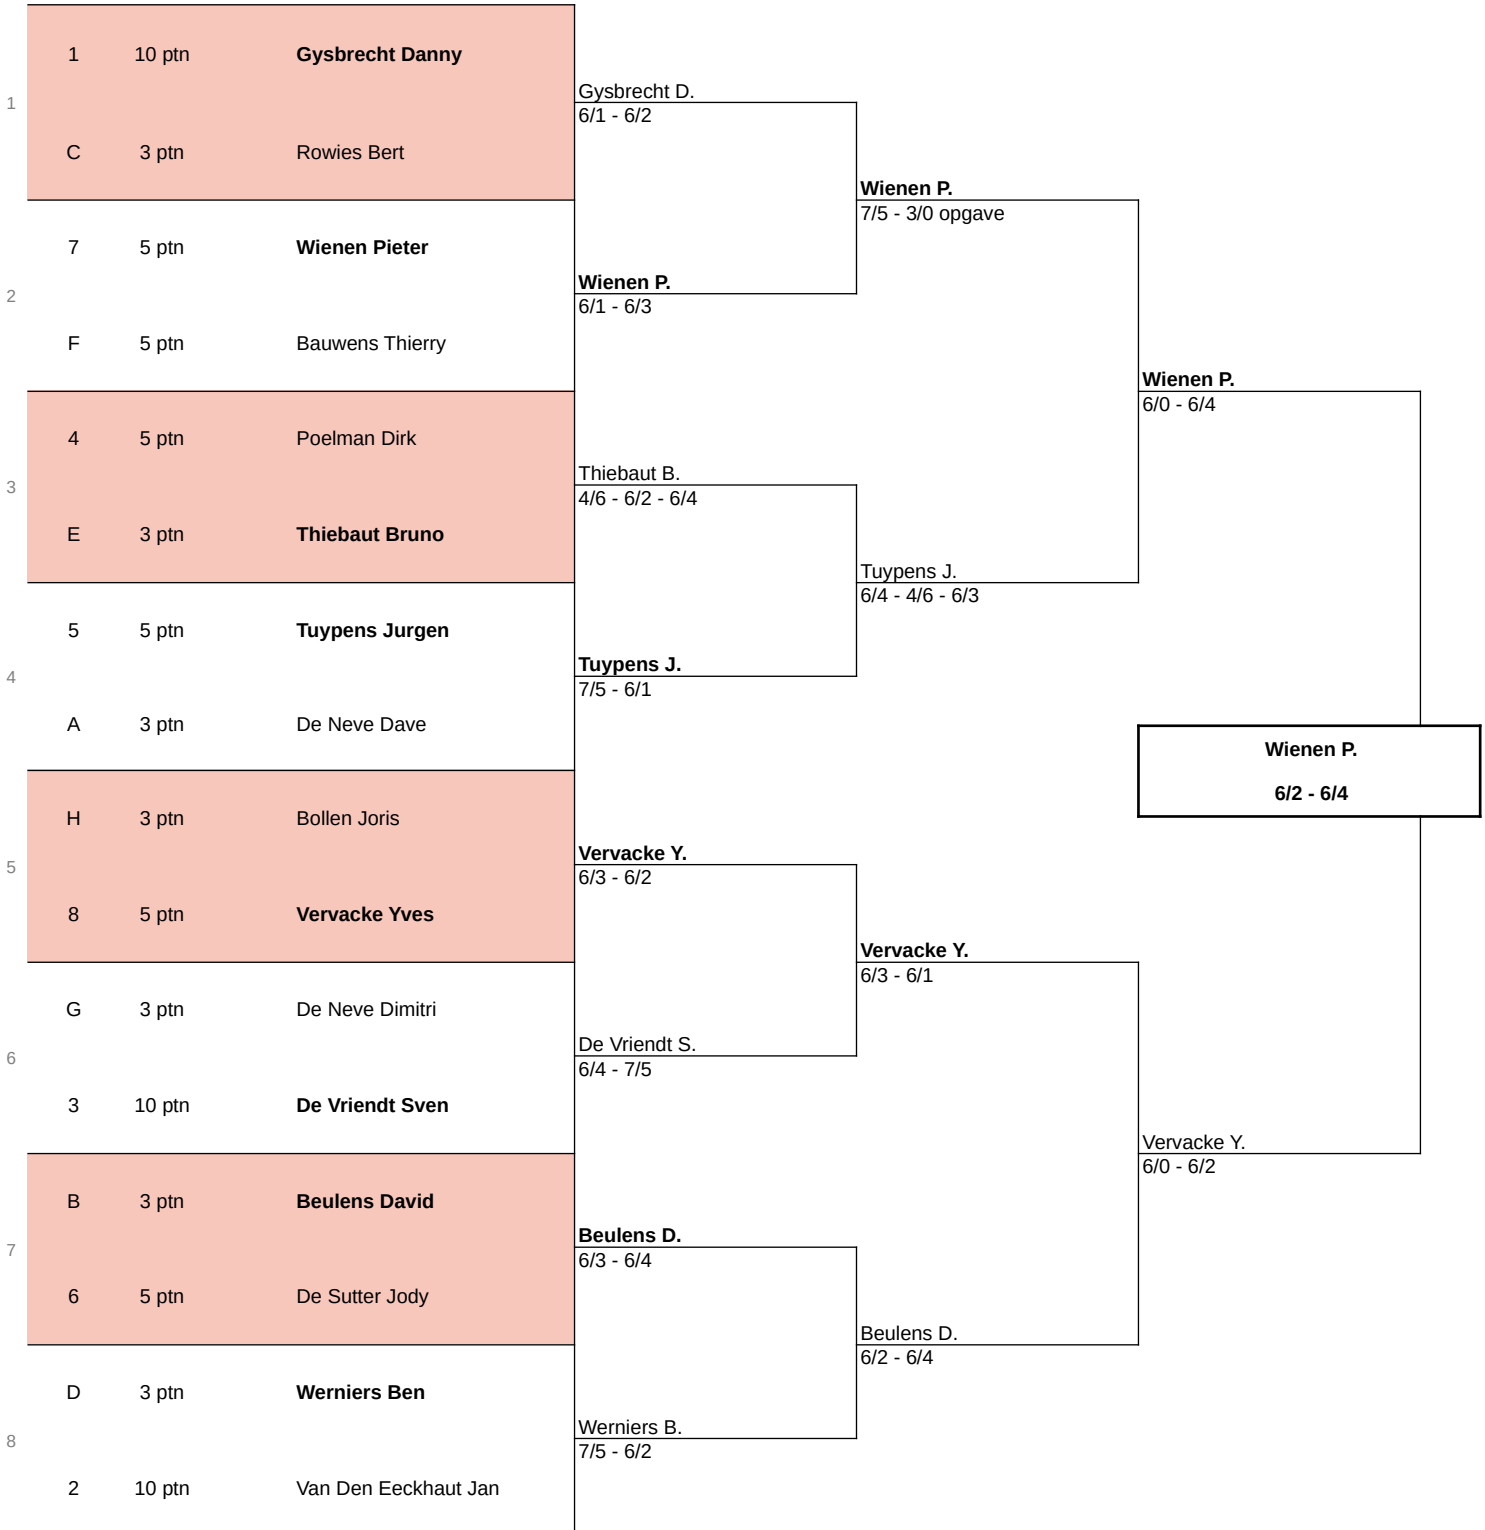 1 10 ptn Gysbrecht Danny
Gysbrecht D.
1
6/1 - 6/2
C 3 ptn Rowies Bert
Wienen P.
7/5 - 3/0 opgave
7 5 ptn Wienen Pieter
Wienen P.
2
6/1 - 6/3
F 5 ptn Bauwens Thierry
Wienen P.
6/0 - 6/4
4 5 ptn Poelman Dirk
Thiebaut B.
3
4/6 - 6/2 - 6/4
E 3 ptn Thiebaut Bruno
Tuypens J.
6/4 - 4/6 - 6/3
5 5 ptn Tuypens Jurgen
Tuypens J.
4
7/5 - 6/1
A 3 ptn De Neve Dave
Wienen P.
6/2 - 6/4
H 3 ptn Bollen Joris
Vervacke Y.
5
6/3 - 6/2
8 5 ptn Vervacke Yves
Vervacke Y.
6/3 - 6/1
G 3 ptn De Neve Dimitri
De Vriendt S.
6
6/4 - 7/5
3 10 ptn De Vriendt Sven
Vervacke Y.
6/0 - 6/2
B 3 ptn Beulens David
Beulens D.
7
6/3 - 6/4
6 5 ptn De Sutter Jody
Beulens D.
6/2 - 6/4
D 3 ptn Werniers Ben
Werniers B.
8
7/5 - 6/2
2 10 ptn Van Den Eeckhaut Jan